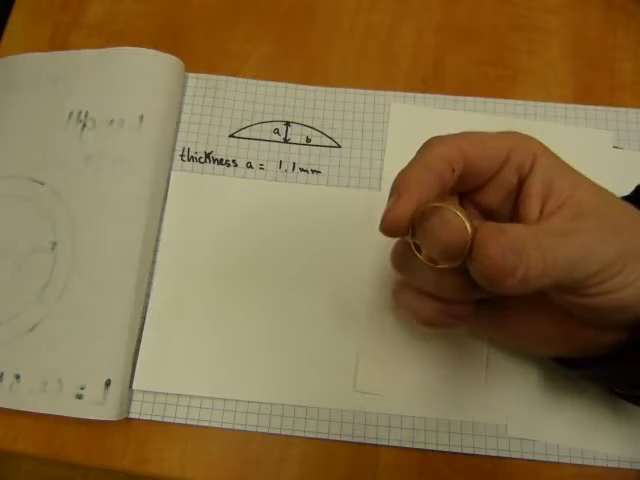 a
b
thickness a = 1.1mm